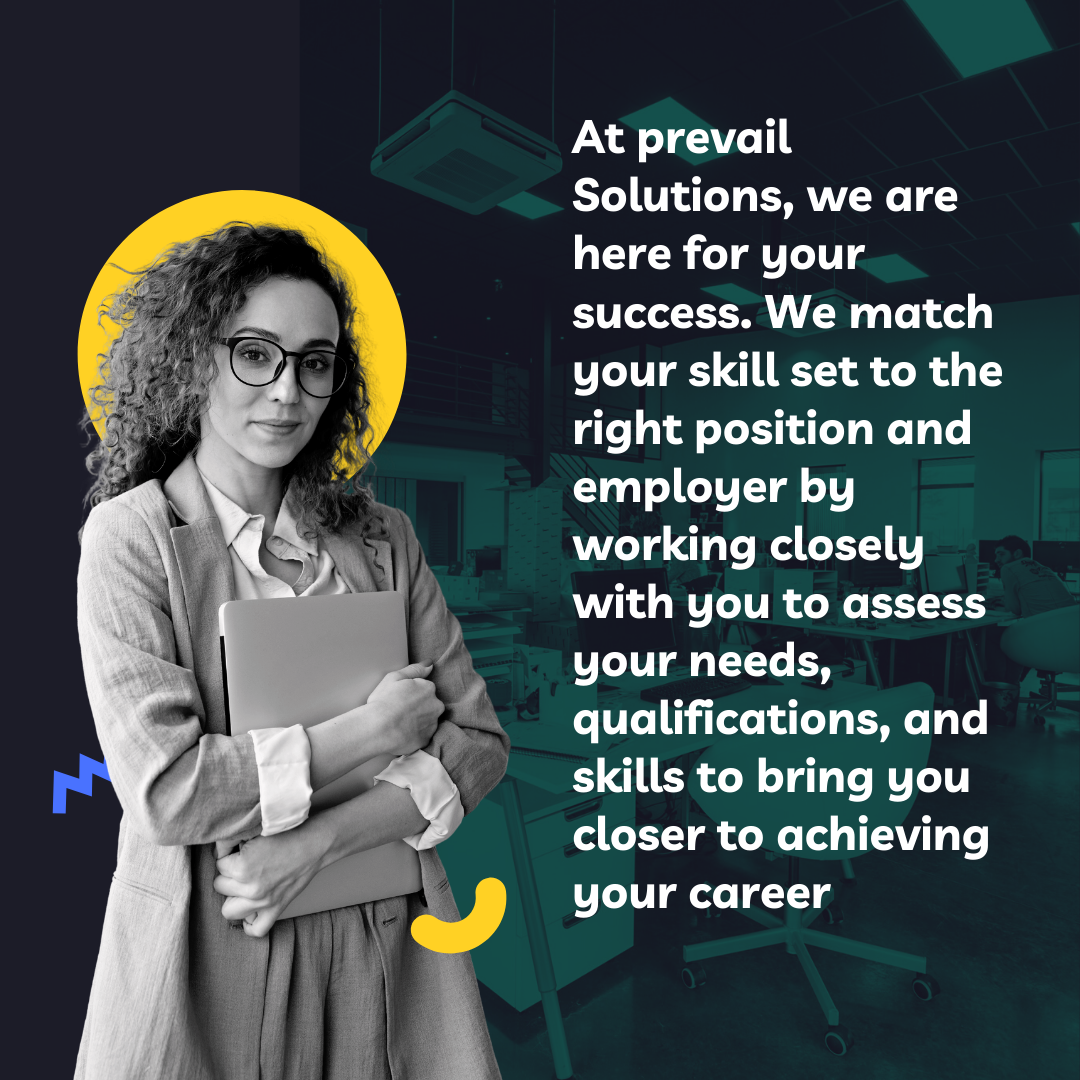 At prevail
Solutions, we are
here for your
success. We match
your skill set to the
right position and
employer by
working closely
with you to assess
your needs,
qualifications, and
skills to bring you
closer to achieving
your career